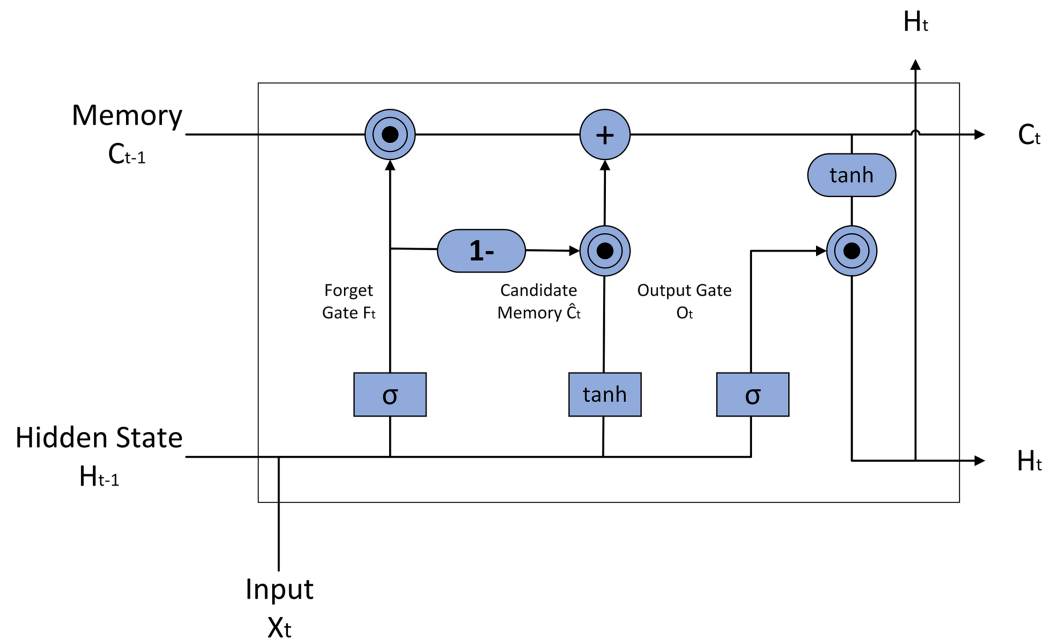 Hₜ
Memory
Cₜ₋₁
+
Cₜ
tanh
1-
Forget
Gate Fₜ
Candidate
Memory Ĉₜ
Output Gate
Oₜ
σ
tanh
σ
Hidden State
Hₜ₋₁
Hₜ
Input
Xₜ